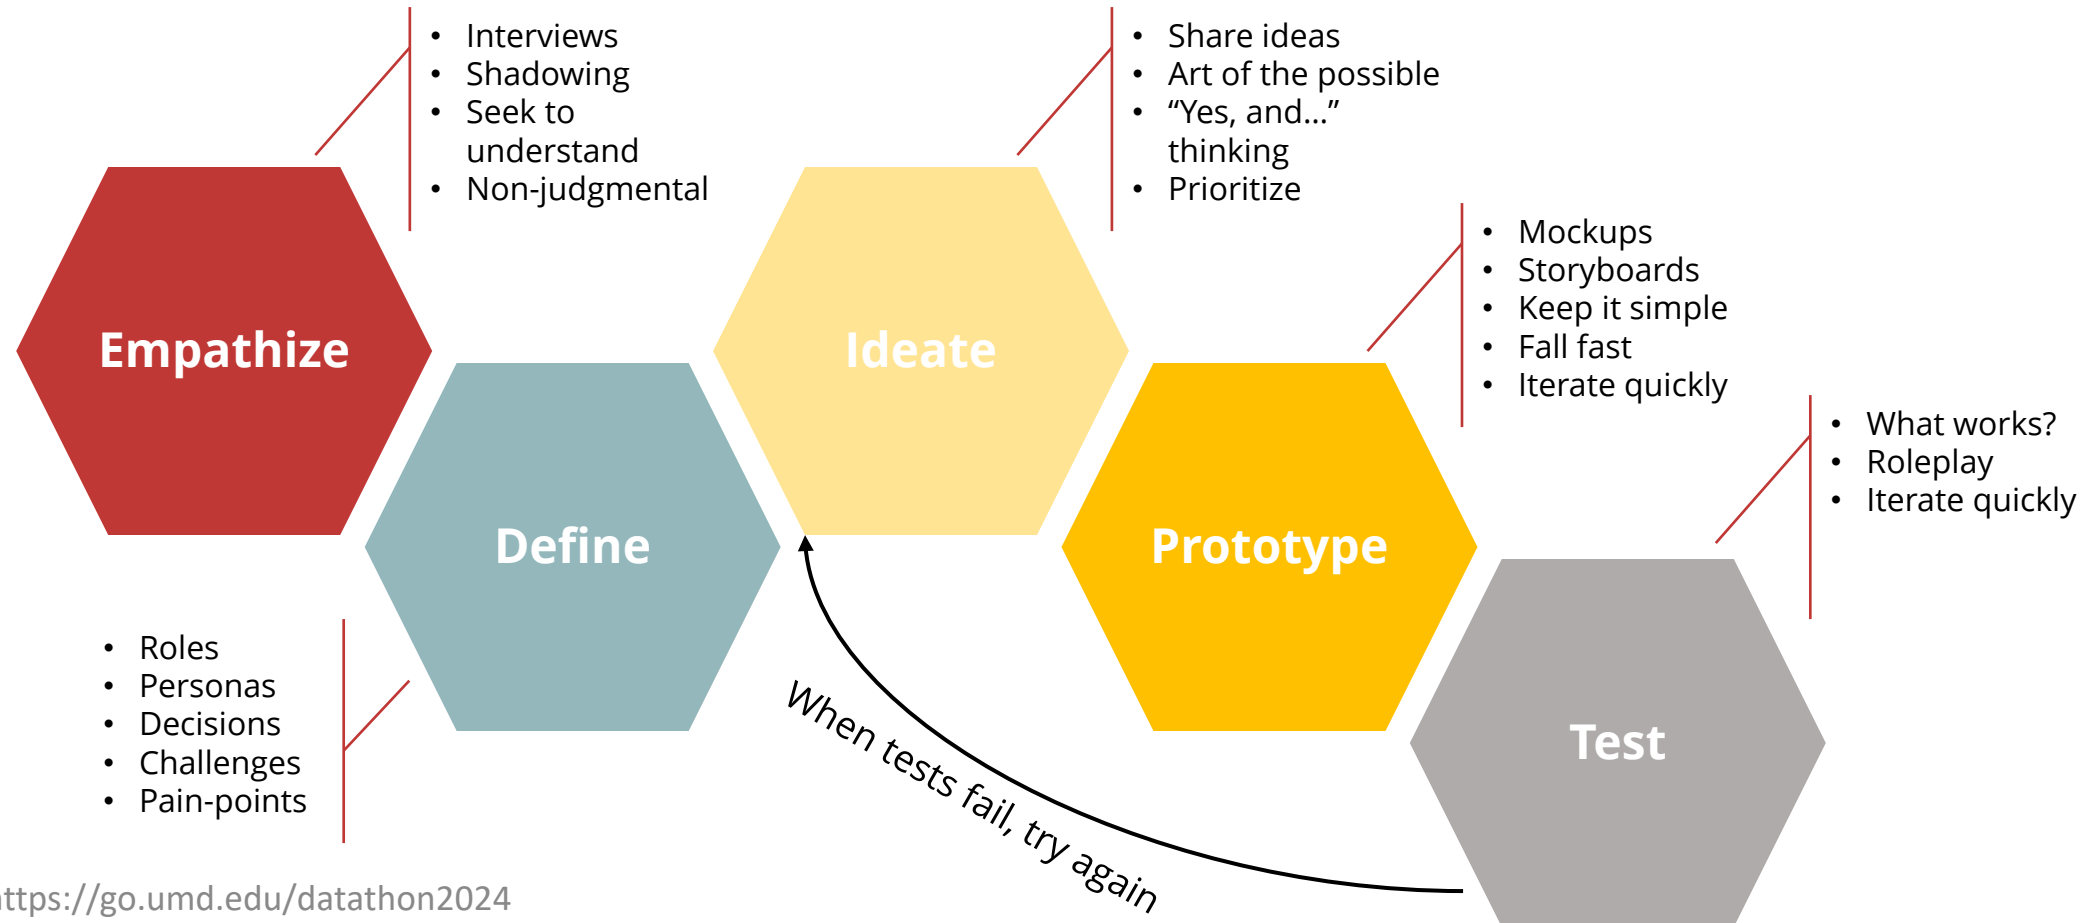 • Interviews
• Shadowing
• Seek to
understand
• Non-judgmental
Empathize
Define
• Roles
• Personas
• Decisions
• Challenges
• Pain-points
• Share ideas
• Art of the possible
• “Yes, and...”
thinking
• Prioritize
Ideate
• Mockups
• Storyboards
• Keep it simple
• Fall fast
• Iterate quickly
Prototype
• What works?
• Roleplay
• Iterate quickly
Test
When tests fail, try again
ttps://go.umd.edu/datathon2024